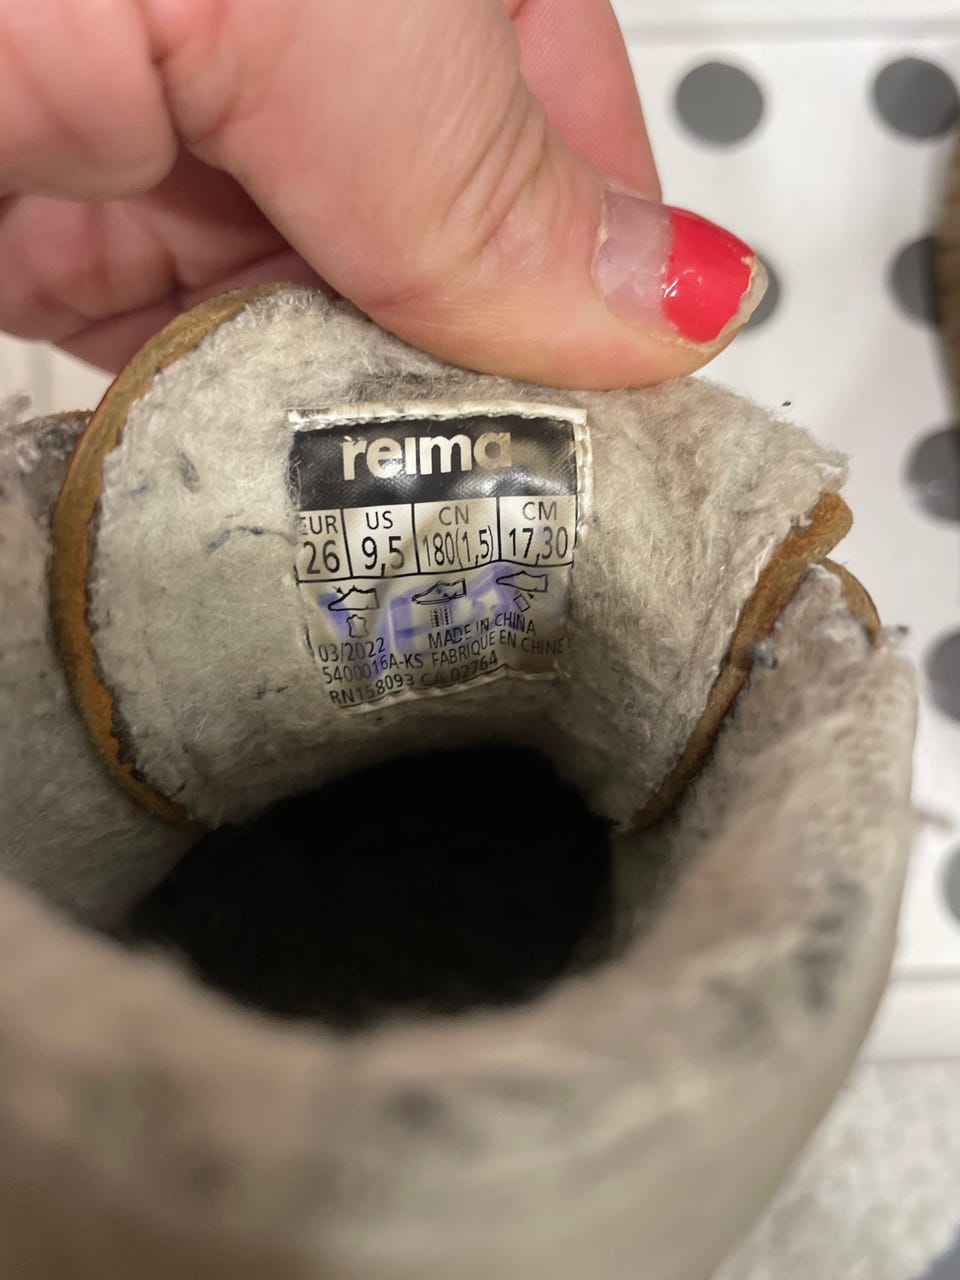 reima
EUR US CN CM
26 9,5 180(1,5) 17,30
03/2022 MADE IN CHINA
5400016A-KS FABRIQUE EN CHINE
RN158093 CA 02764